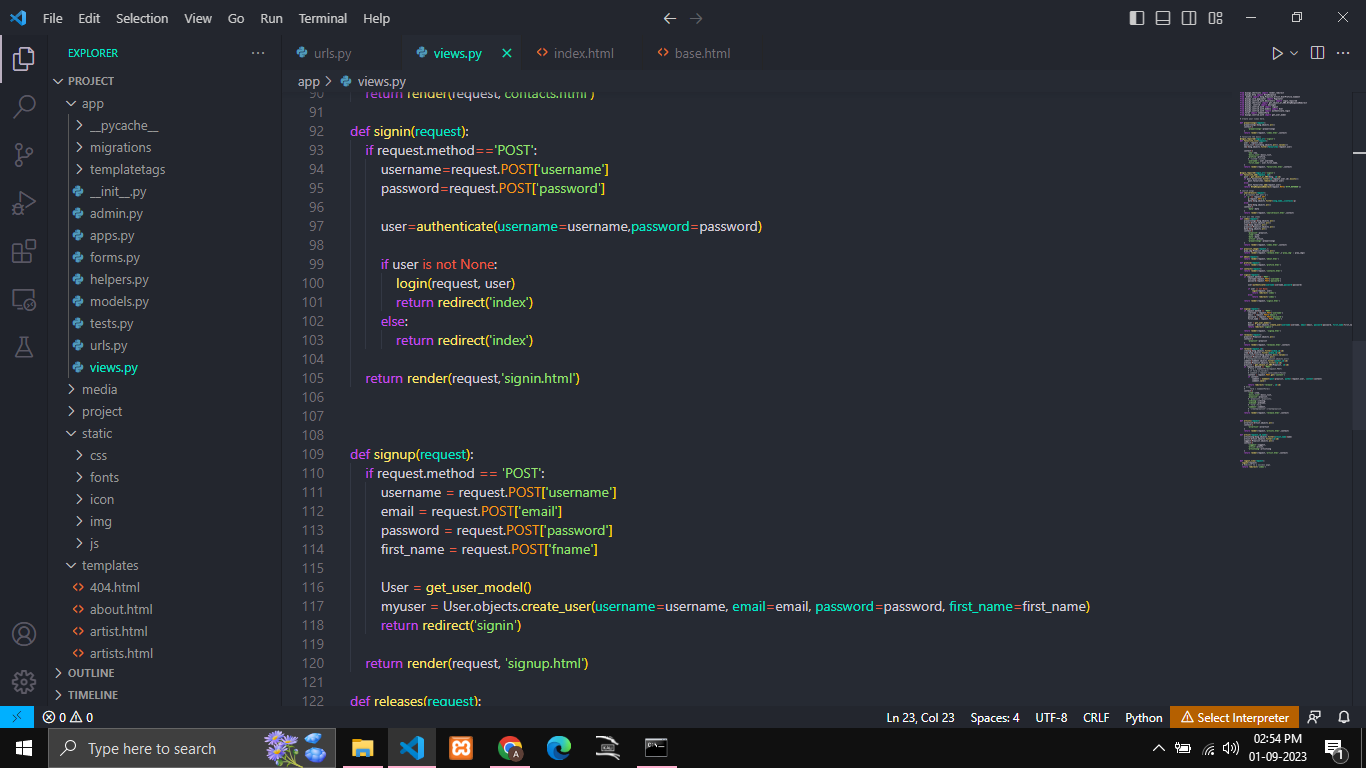 File Edit Selection View Go Run Terminal Help
EXPLORER
urls.py
views.py
index.html
base.html
PROJECT
app > views.py
app
__pycache__
migrations
templatetags
__init__.py
admin.py
apps.py
forms.py
helpers.py
models.py
tests.py
urls.py
views.py
media
project
static
css
fonts
icon
img
js
templates
404.html
about.html
artist.html
artists.html
OUTLINE
TIMELINE
90 return render(request,'contacts.html')
91
92 def signin(request):
93 if request.method=='POST':
94 username=request.POST['username']
95 password=request.POST['password']
96
97 user=authenticate(username=username,password=password)
98
99 if user is not None:
100 login(request, user)
101 return redirect('index')
102 else:
103 return redirect('index')
104
105 return render(request,'signin.html')
106
107
108
109 def signup(request):
110 if request.method == 'POST':
111 username = request.POST['username']
112 email = request.POST['email']
113 password = request.POST['password']
114 first_name = request.POST['fname']
115
116 User = get_user_model()
117 myuser = User.objects.create_user(username=username, email=email, password=password, first_name=first_name)
118 return redirect('signin')
119
120 return render(request, 'signup.html')
121
122 def releases(request):
0 0
Ln 23, Col 23
Spaces: 4
UTF-8
CRLF
Python
Select Interpreter
Type here to search
A
02:54 PM
01-09-2023
1